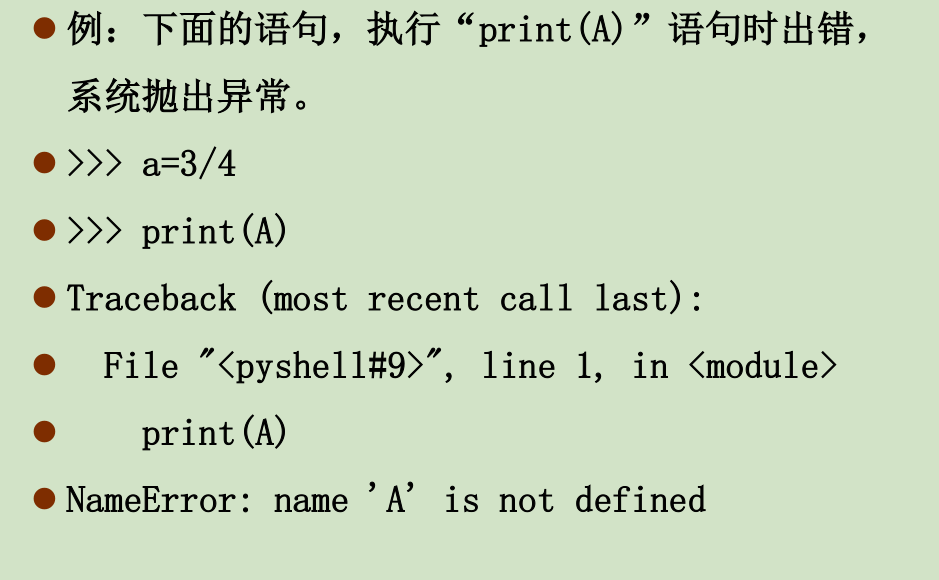 ● 例：下面的语句，执行“print(A)”语句时出错，
系统抛出异常。
● >>> a=3/4
● >>> print(A)
● Traceback (most recent call last):
●   File "<pyshell#9>", line 1, in <module>
●     print(A)
● NameError: name 'A' is not defined